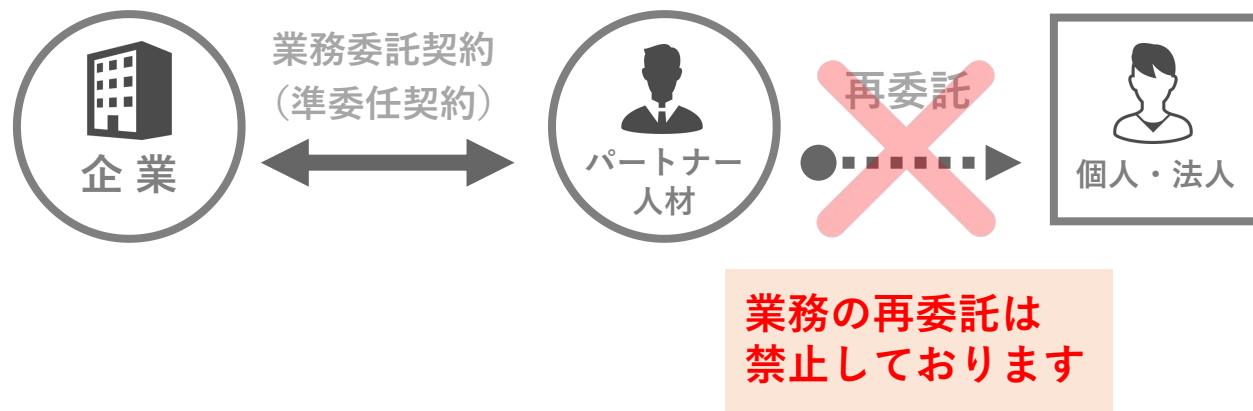 企 業
業務委託契約
（準委任契約）
パートナー
人材
再委託
個人・法人
業務の再委託は
禁止しております